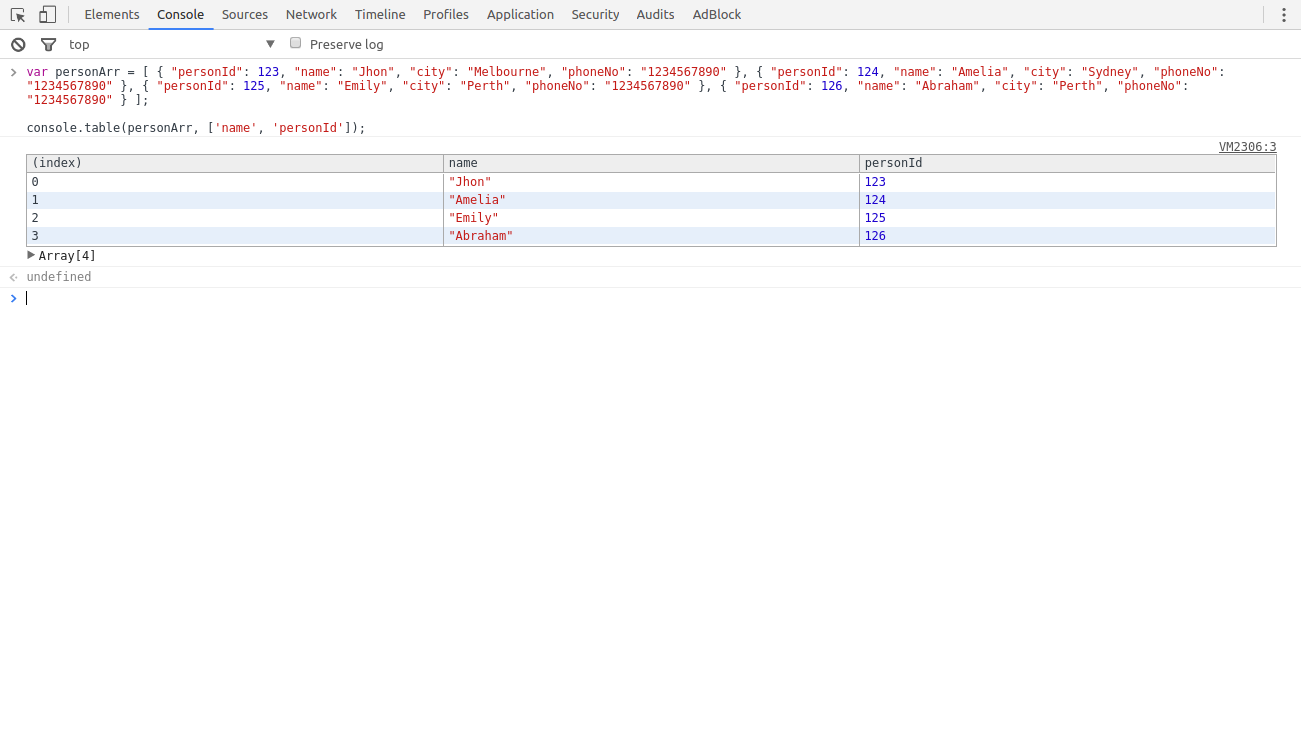 Elements Console Sources Network Timeline Profiles Application Security Audits AdBlock
top Preserve log
var personArr = [ { "personId": 123, "name": "Jhon", "city": "Melbourne", "phoneNo": "1234567890" }, { "personId": 124, "name": "Amelia", "city": "Sydney", "phoneNo":
"1234567890" }, { "personId": 125, "name": "Emily", "city": "Perth", "phoneNo": "1234567890" }, { "personId": 126, "name": "Abraham", "city": "Perth", "phoneNo":
"1234567890" } ];
console.table(personArr, ['name', 'personId']);
VM2306:3
(index) name personId
0 "Jhon" 123
1 "Amelia" 124
2 "Emily" 125
3 "Abraham" 126
Array[4]
undefined